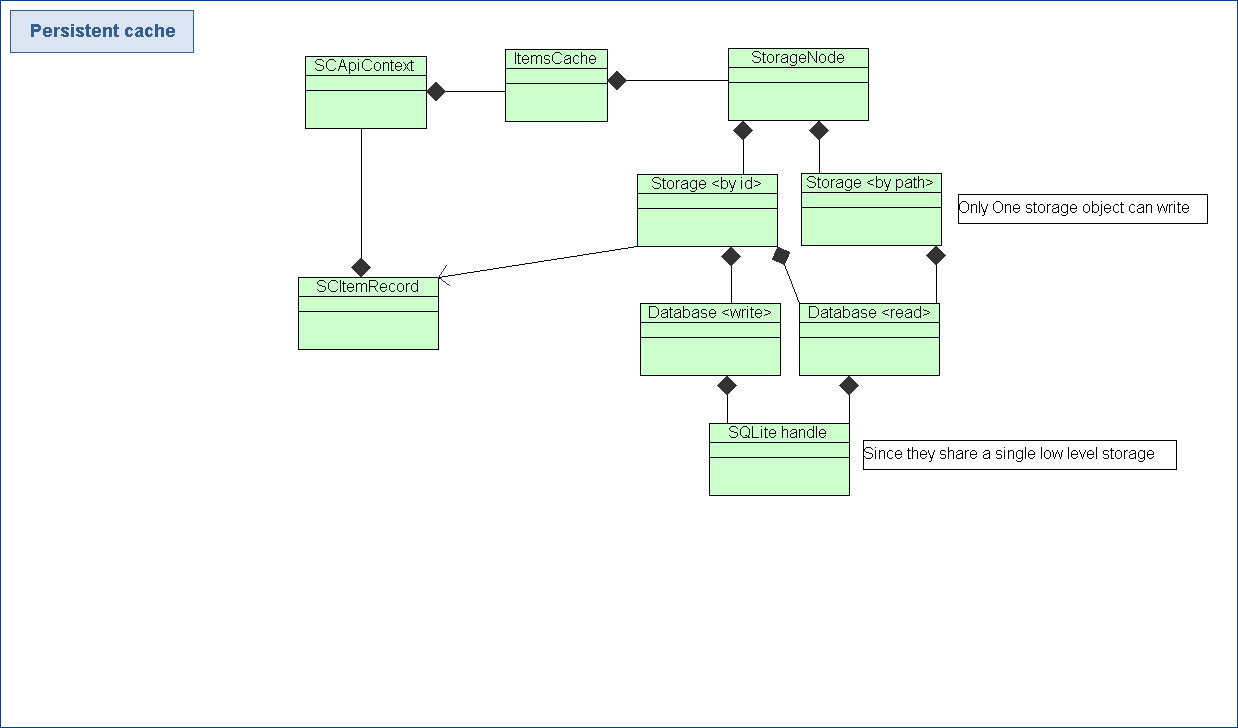 Persistent cache
SCApiContext
ItemsCache
StorageNode
Storage <by id>
Storage <by path>
Only One storage object can write
SCItemRecord
Database <write>
Database <read>
SQLite handle
Since they share a single low level storage